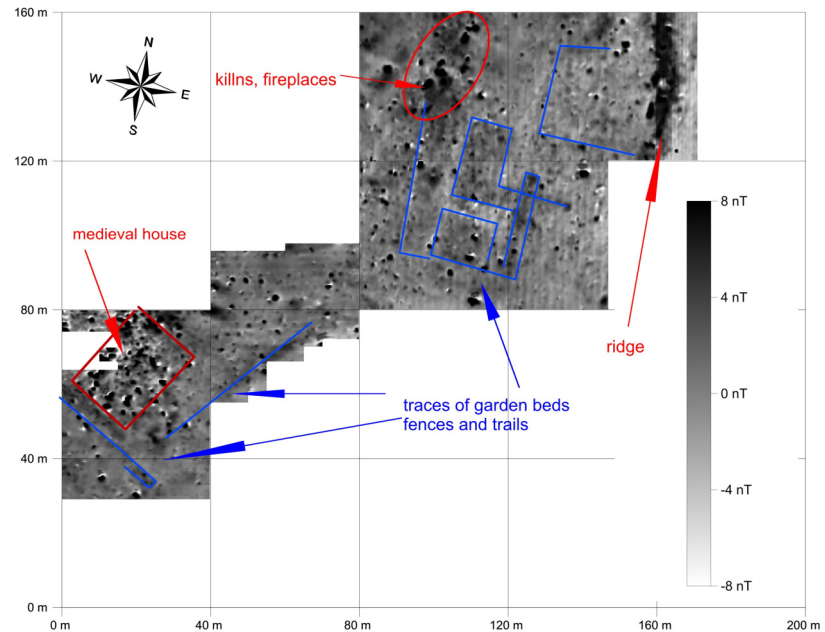 160 m
N
W
E
S
killns, fireplaces
120 m
8 nT
medieval house
4 nT
80 m
ridge
0 nT
traces of garden beds
fences and trails
40 m
-4 nT
-8 nT
0 m
0 m
40 m
80 m
120 m
160 m
200 m